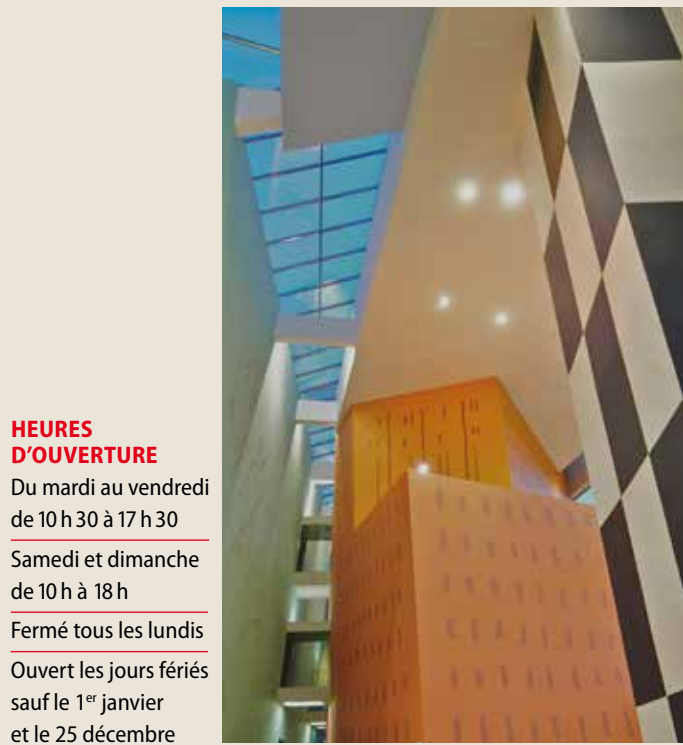 HEURES
D'OUVERTURE
Du mardi au vendredi
de 10 h 30 à 17 h 30
Samedi et dimanche
de 10 h à 18 h
Fermé tous les lundis
Ouvert les jours fériés
sauf le 1er janvier
et le 25 décembre